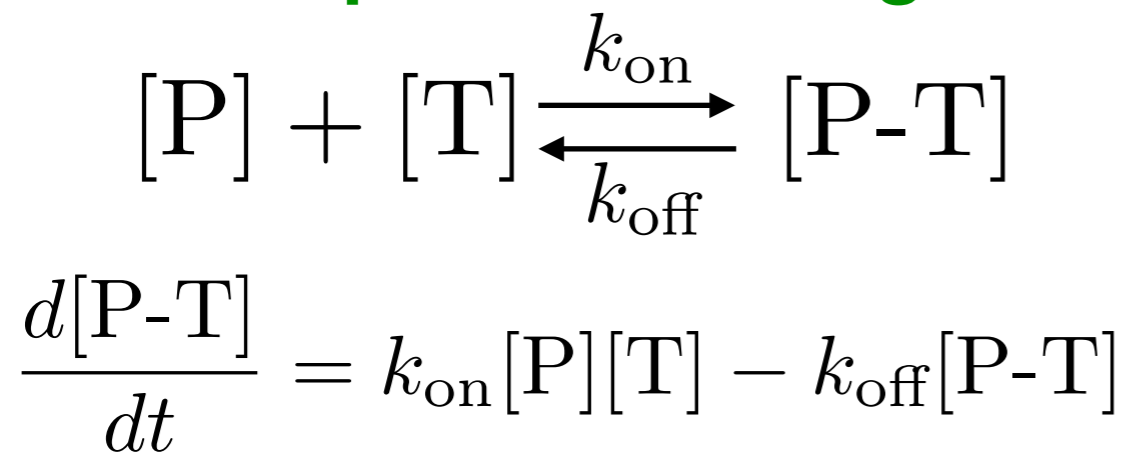 k_on
[P] + [T] ⇌ [P-T]
k_off
d[P-T]/dt = k_on[P][T] − k_off[P-T]